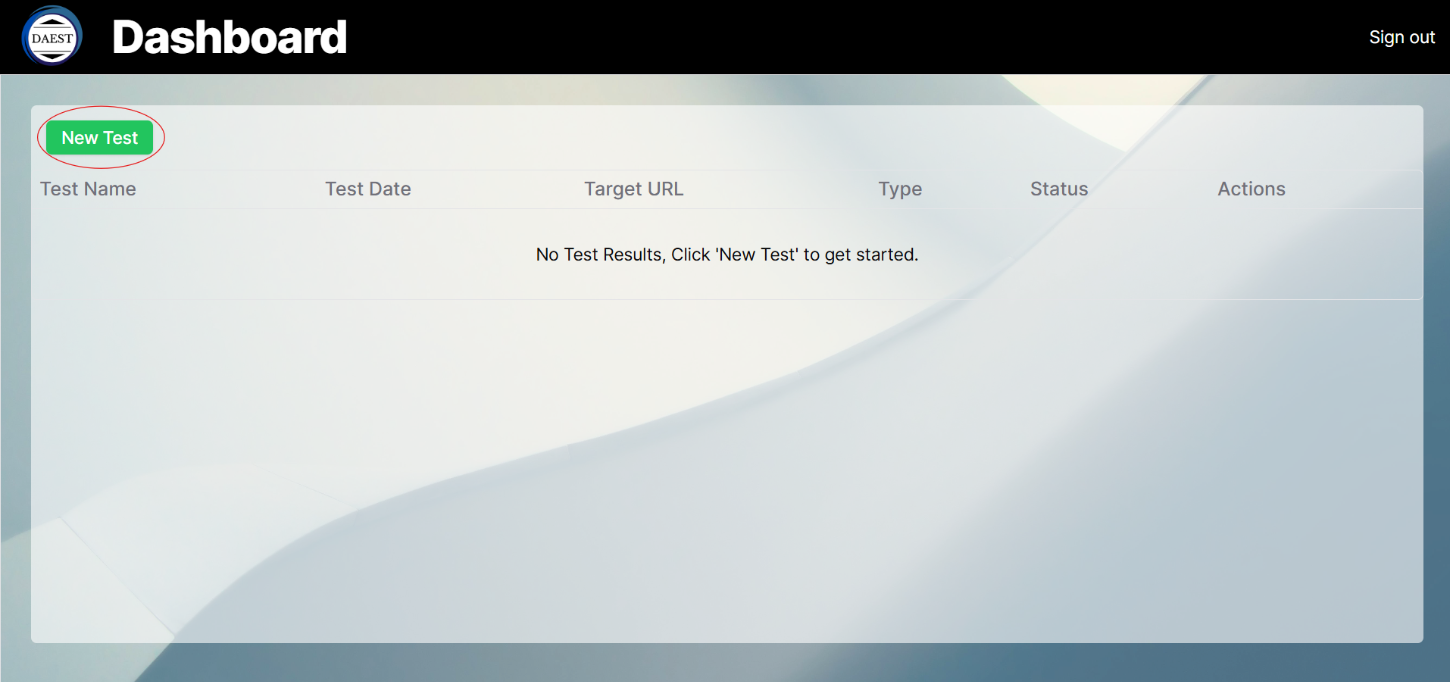 DAEST
Dashboard
Sign out
New Test
Test Name Test Date Target URL Type Status Actions
No Test Results, Click 'New Test' to get started.